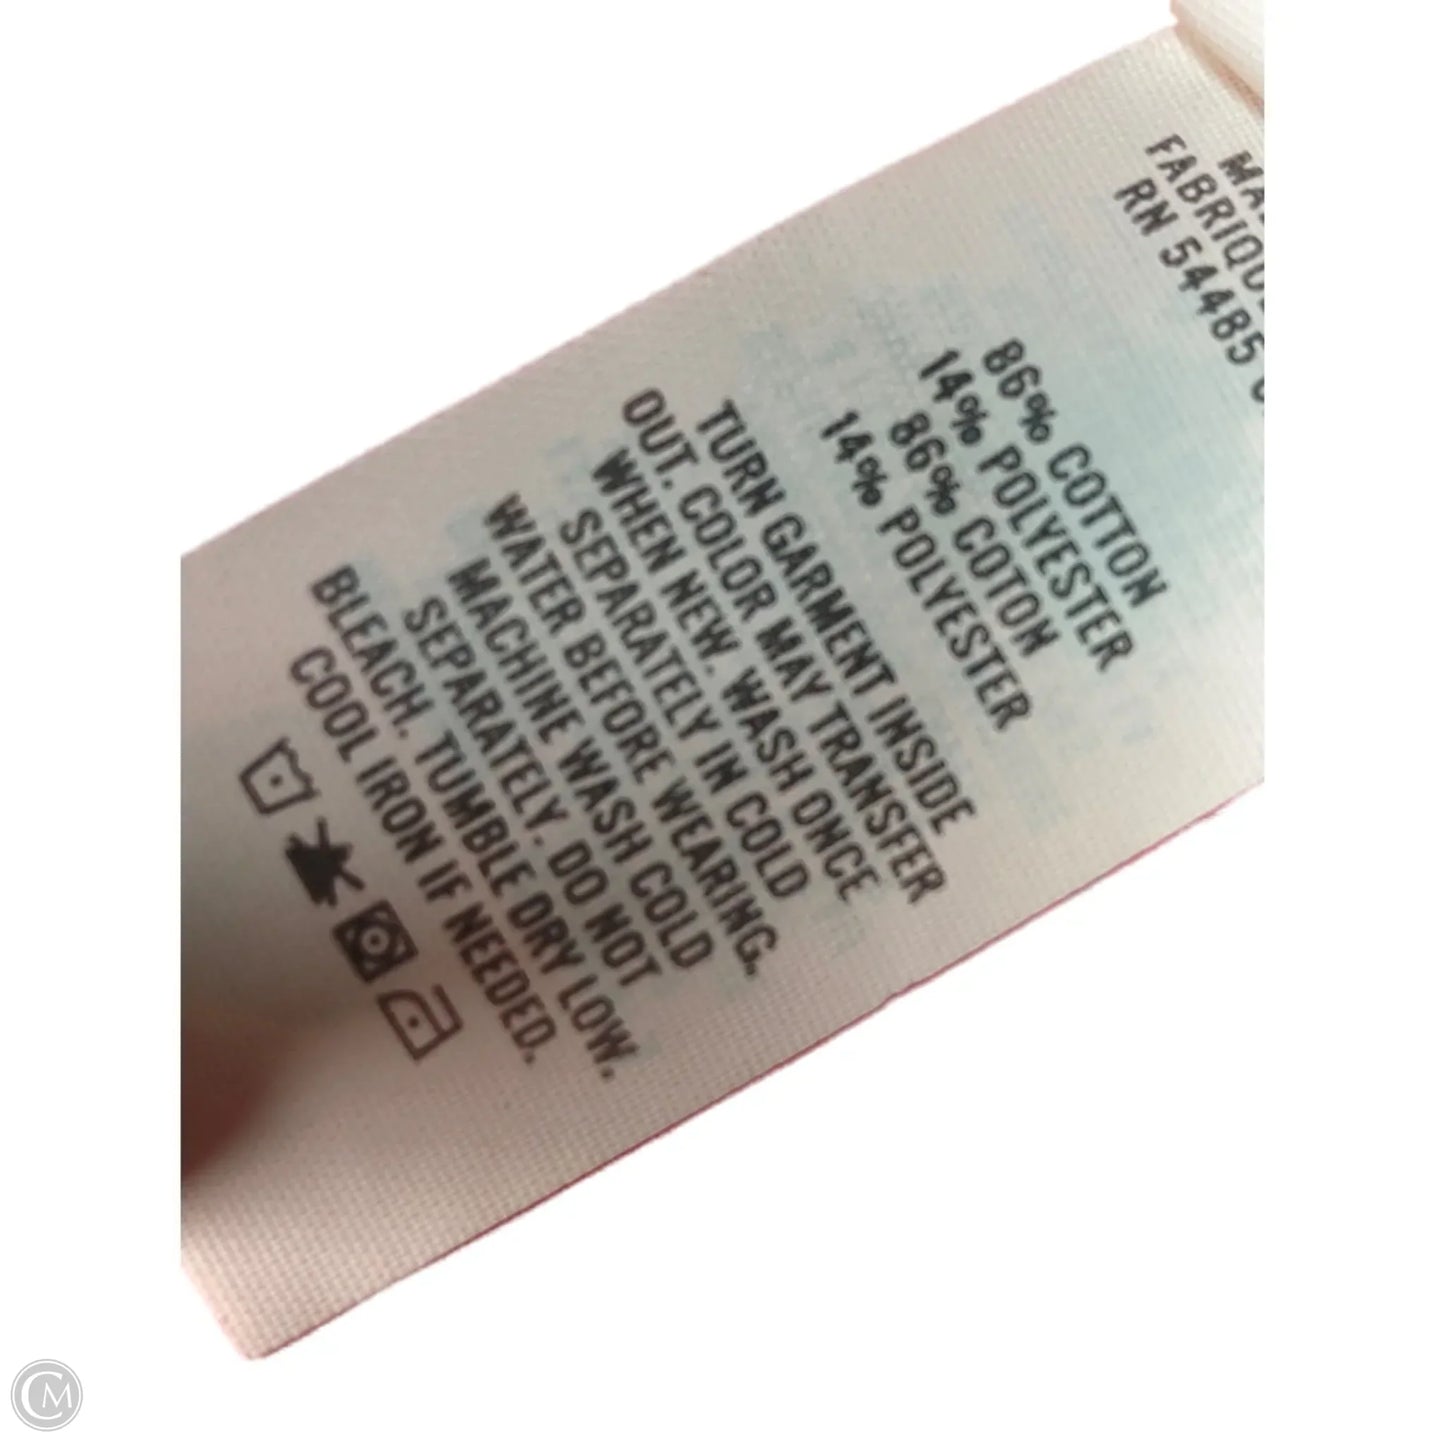 FABRIQU
RN 54485
86% COTTON
14% POLYESTER
86% COTON
14% POLYESTER
TURN GARMENT INSIDE
OUT. COLOR MAY TRANSFER
WHEN NEW. WASH ONCE
SEPARATELY IN COLD
WATER BEFORE WEARING.
MACHINE WASH COLD
SEPARATELY. DO NOT
BLEACH. TUMBLE DRY LOW.
COOL IRON IF NEEDED.
CM